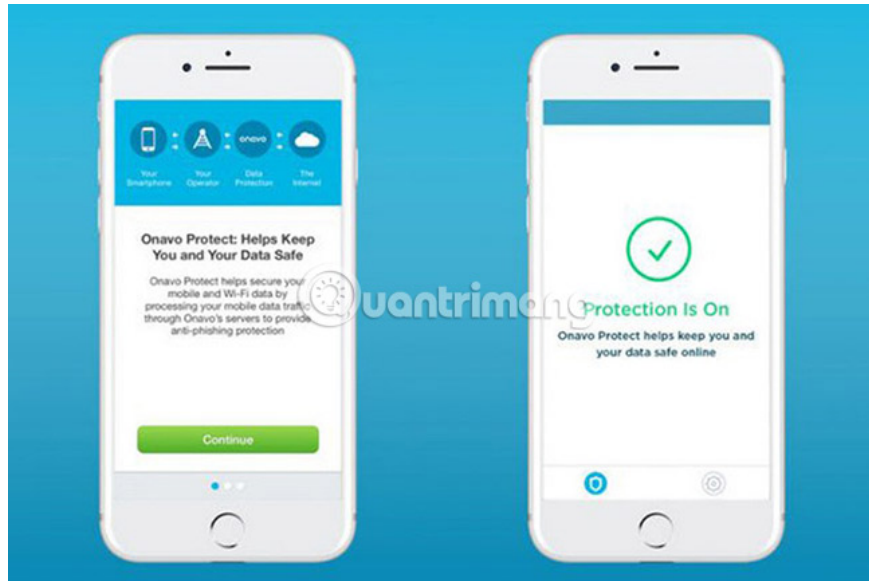 onavo
Your
Smartphone
Your
Operator
Data
Protection
The
Internet
Onavo Protect: Helps Keep
You and Your Data Safe
Onavo Protect helps secure your
mobile and Wi-Fi data by
processing your mobile data traffic
through Onavo's servers to provide
anti-phishing protection
Continue
uantrimang
Protection Is On
Onavo Protect helps keep you and
your data safe online